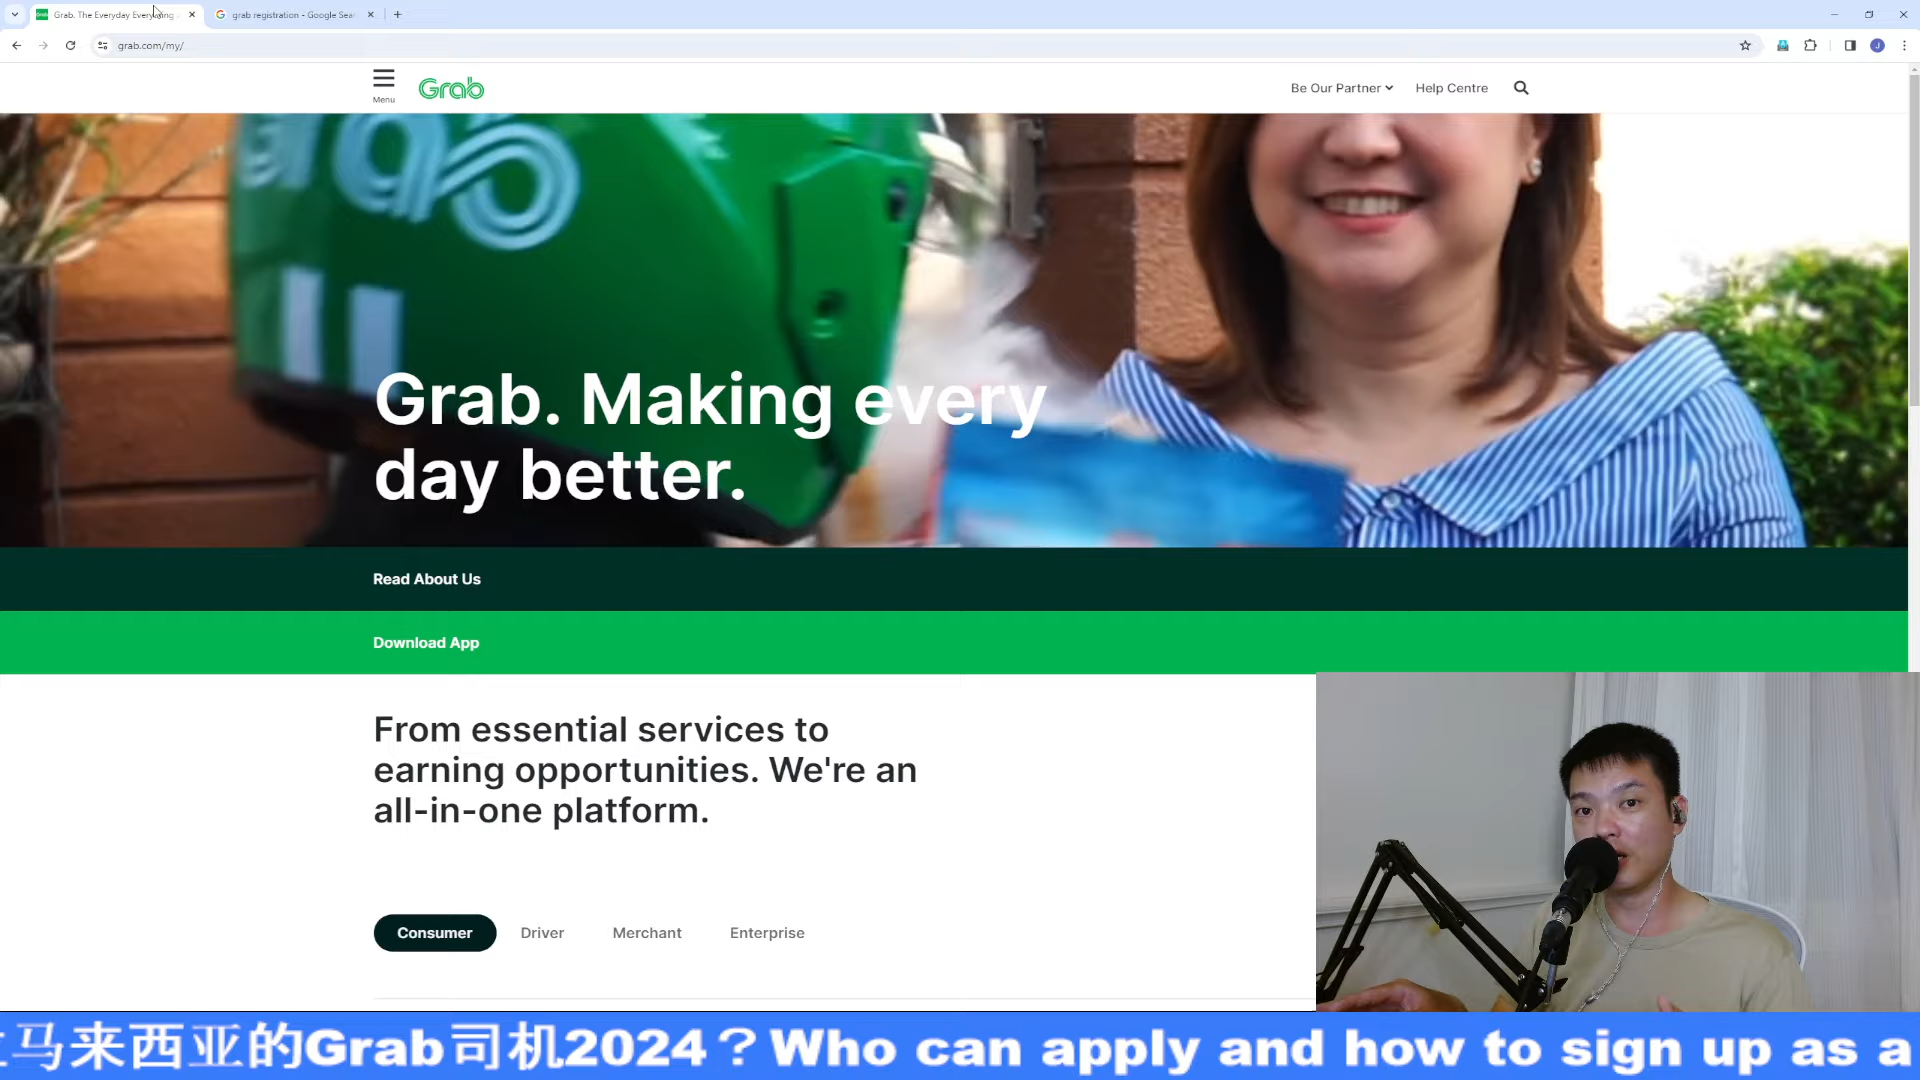 Grab. The Everyday Everything
grab registration - Google Sear
grab.com/my/
Menu
Grab
Be Our Partner
Help Centre
Grab. Making every
day better.
Read About Us
Download App
From essential services to
earning opportunities. We're an
all-in-one platform.
Consumer
Driver
Merchant
Enterprise
马来西亚的Grab司机2024？Who can apply and how to sign up as a